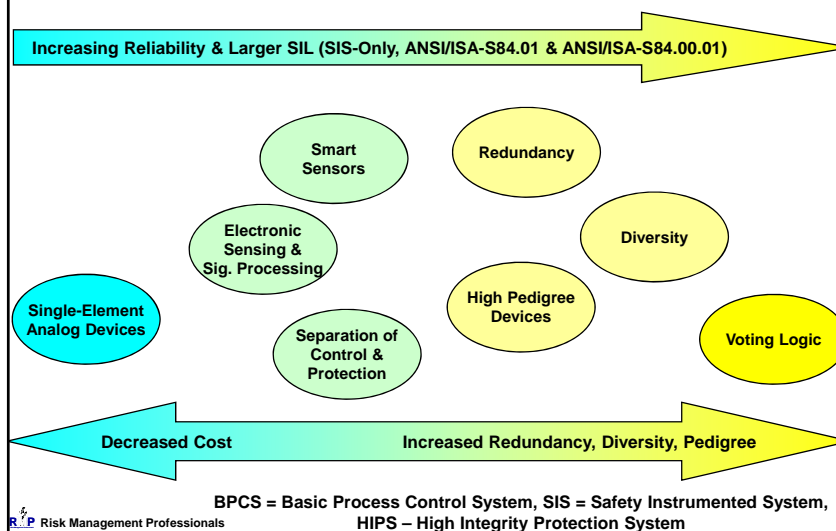 Increasing Reliability & Larger SIL (SIS-Only, ANSI/ISA-S84.01 & ANSI/ISA-S84.00.01)
Smart
Sensors
Redundancy
Electronic
Sensing &
Sig. Processing
Diversity
Single-Element
Analog Devices
High Pedigree
Devices
Separation of
Control &
Protection
Voting Logic
Decreased Cost
Increased Redundancy, Diversity, Pedigree
BPCS = Basic Process Control System, SIS = Safety Instrumented System,
HIPS – High Integrity Protection System
RMP Risk Management Professionals